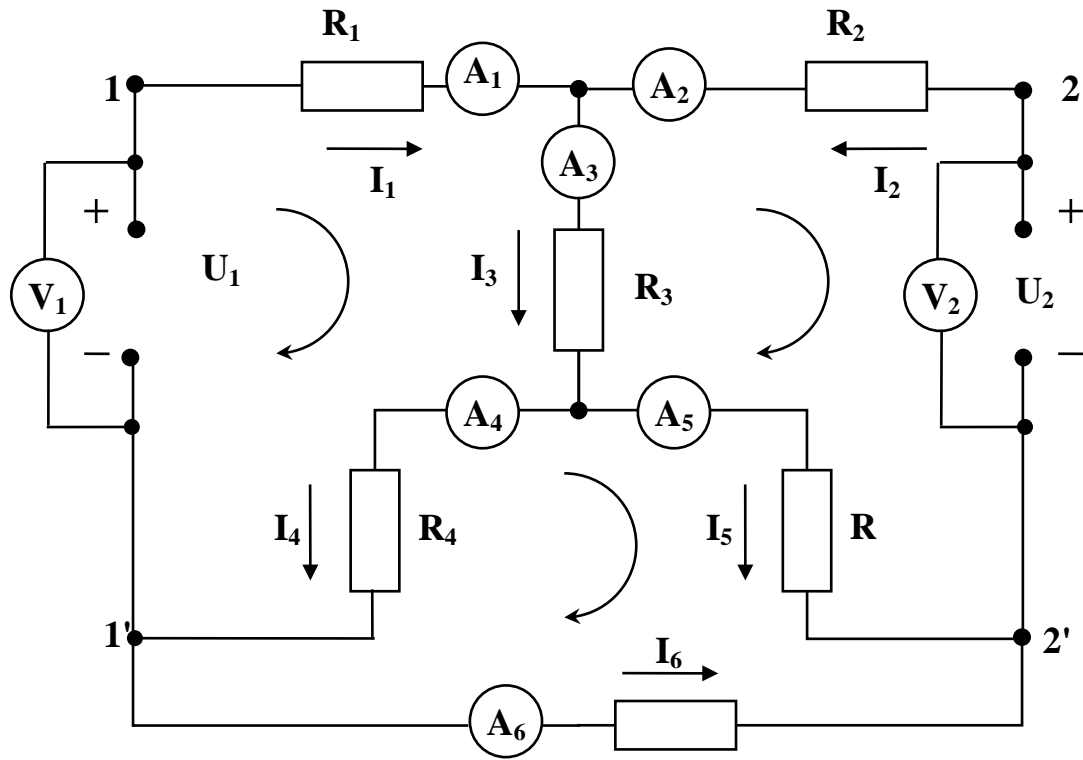 R₁ R₂
1 A₁ A₂ 2
I₁ A₃ I₂
+ +
U₁ I₃ R₃ U₂
V₁ V₂
− −
A₄ A₅
I₄ R₄ I₅ R
1' 2'
I₆
A₆